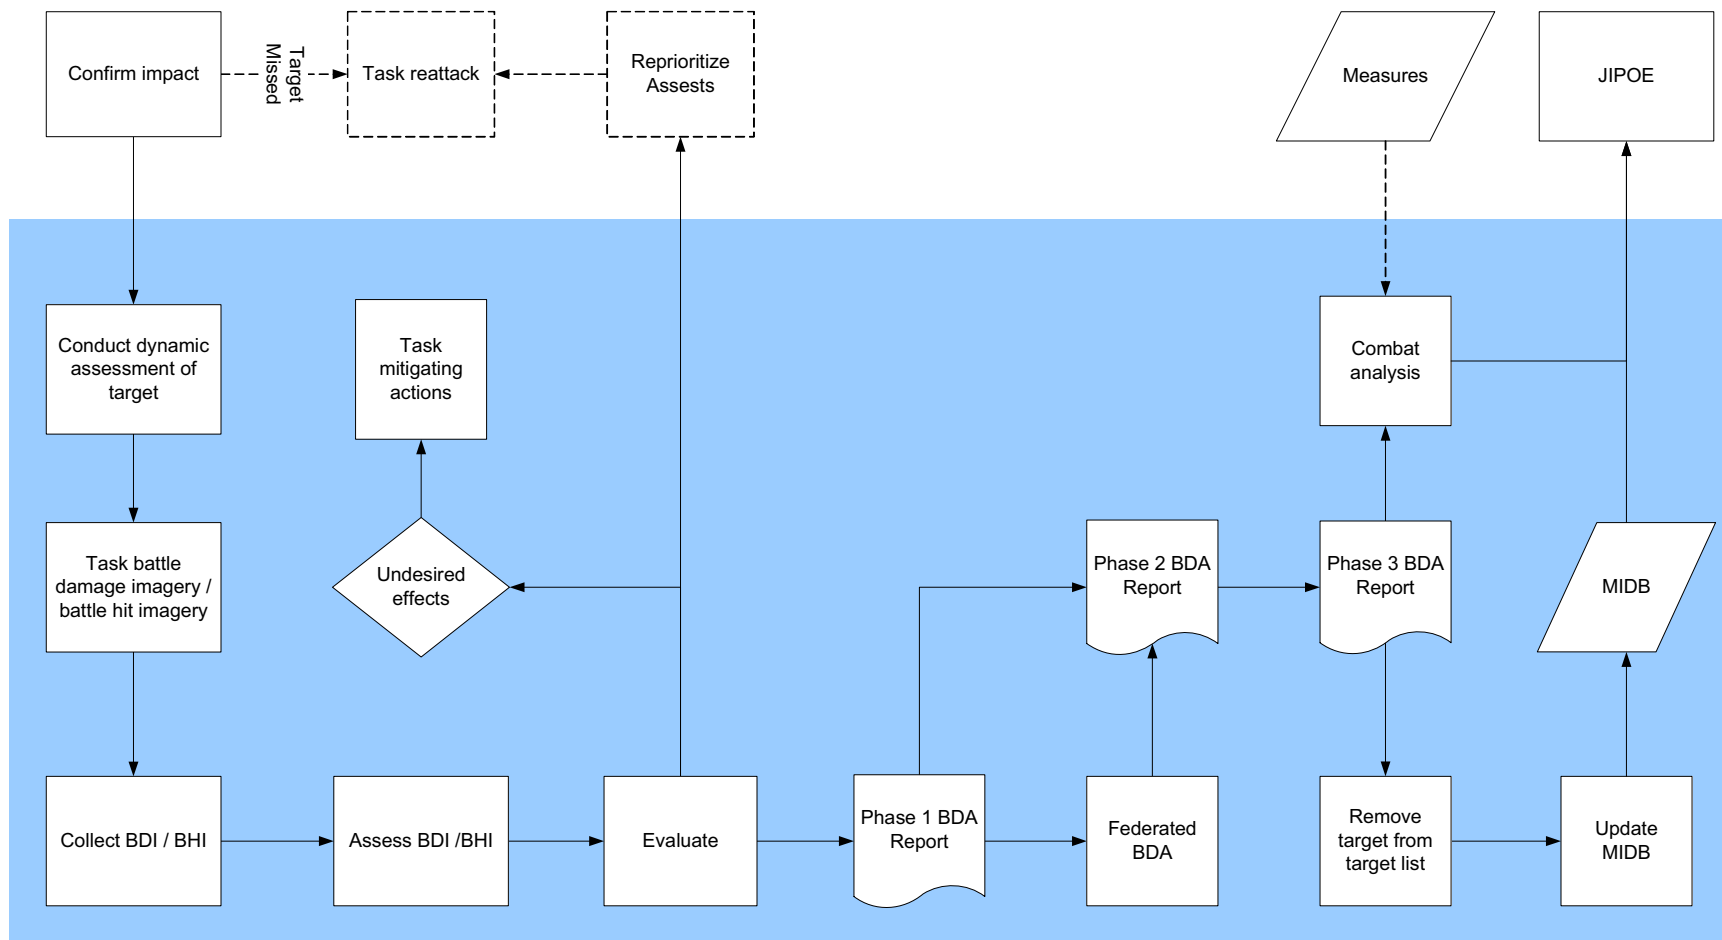 Confirm impact
Target
Missed
Task reattack
Reprioritize
Assests
Measures
JIPOE
Conduct dynamic
assessment of
target
Task
mitigating
actions
Combat
analysis
Task battle
damage imagery /
battle hit imagery
Undesired
effects
Phase 2 BDA
Report
Phase 3 BDA
Report
MIDB
Collect BDI / BHI
Assess BDI /BHI
Evaluate
Phase 1 BDA
Report
Federated
BDA
Remove
target from
target list
Update
MIDB